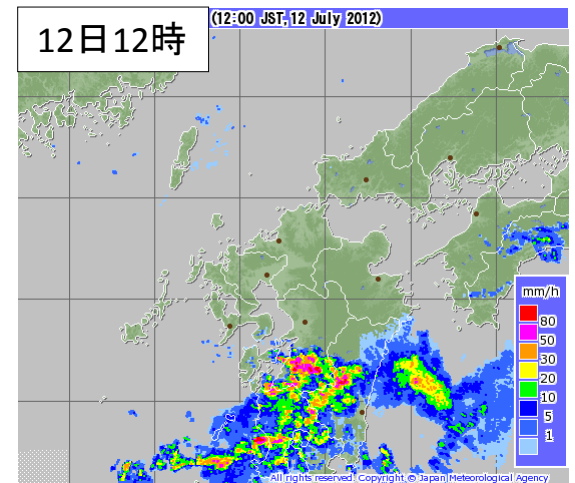 12日12時
(12:00 JST, 12 July 2012)
mm/h
80
50
30
20
10
5
1
All rights reserved. Copyright © Japan Meteorological Agency